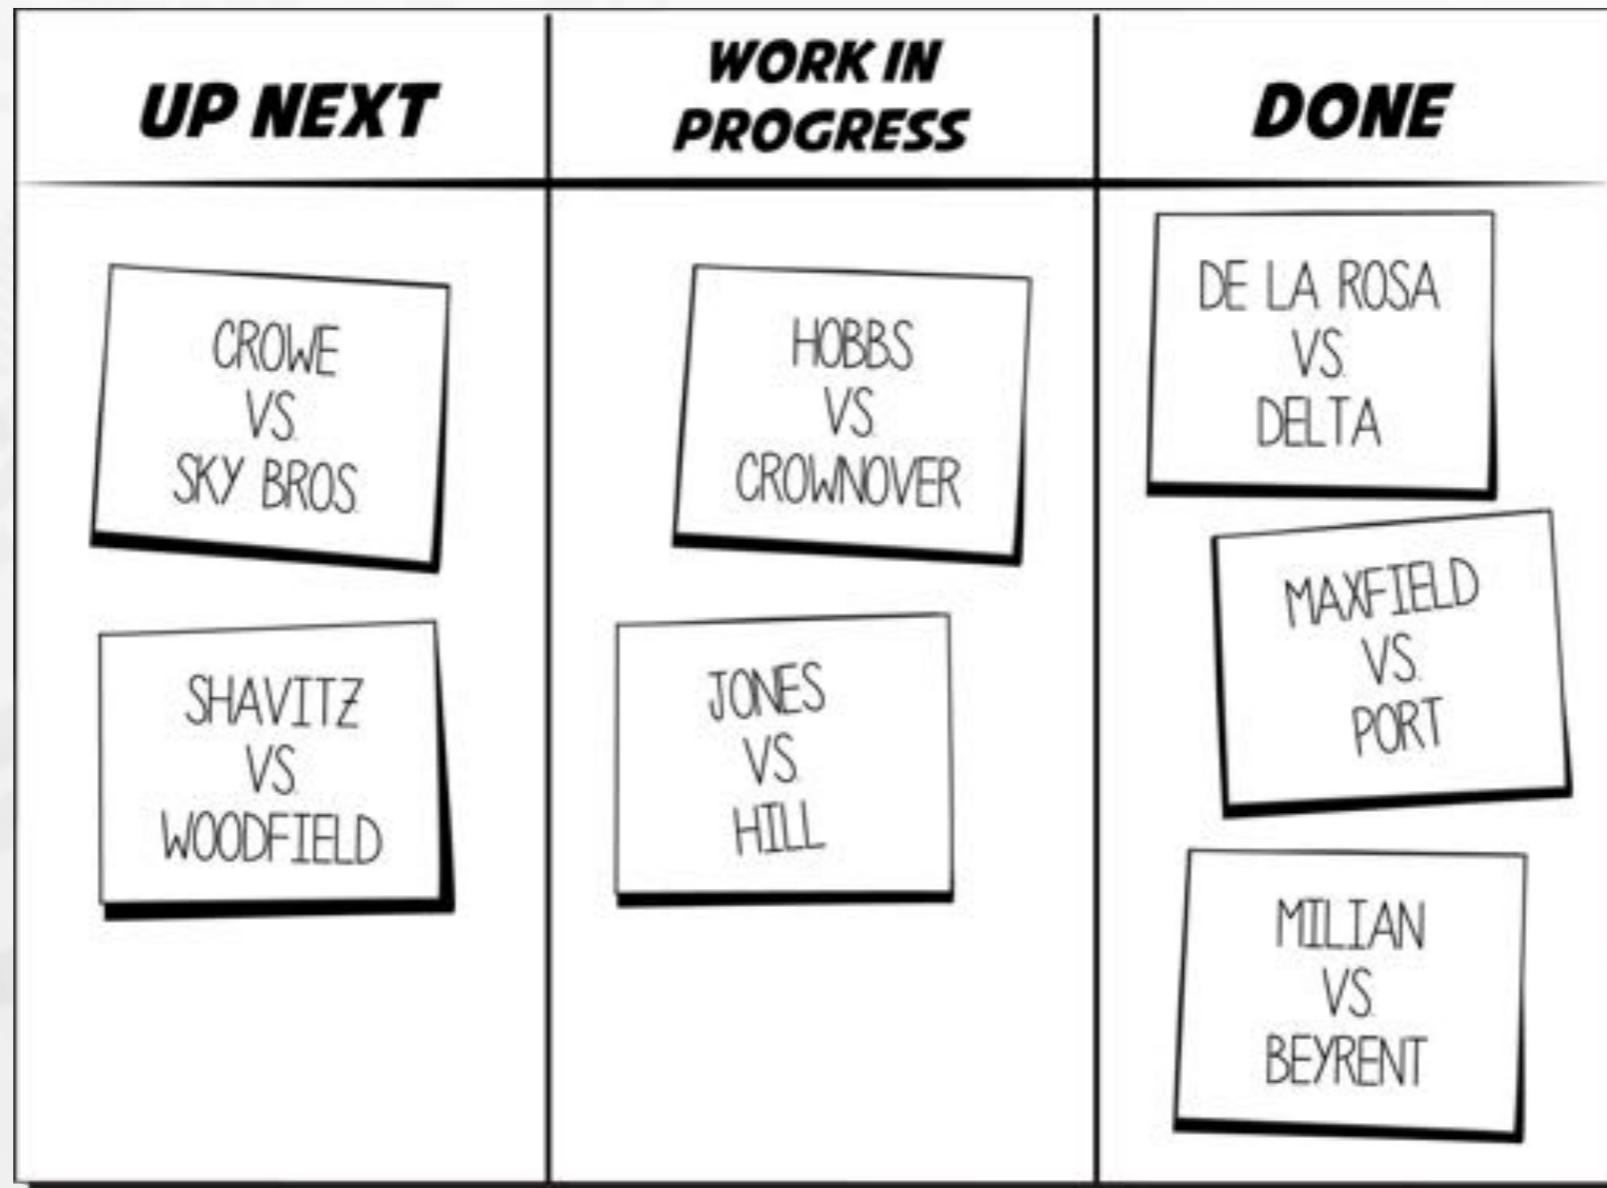 UP NEXT
WORK IN
PROGRESS
DONE
CROWE
VS.
SKY BROS.
SHAVITZ
VS.
WOODFIELD
HOBBS
VS.
CROWNOVER
JONES
VS.
HILL
DE LA ROSA
VS.
DELTA
MAXFIELD
VS.
PORT
MILIAN
VS.
BEYRENT